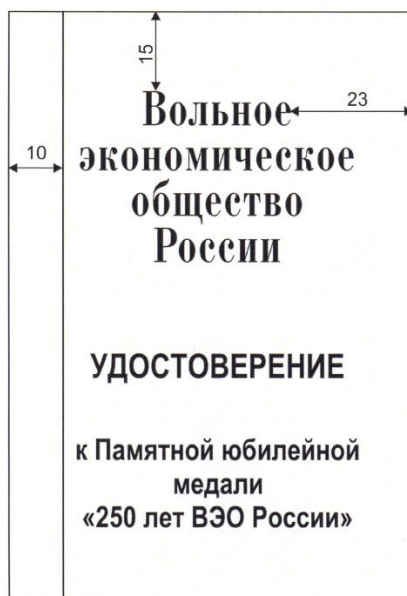 15
Вольное
23
10
экономическое
общество
России
УДОСТОВЕРЕНИЕ
к Памятной юбилейной
медали
«250 лет ВЭО России»